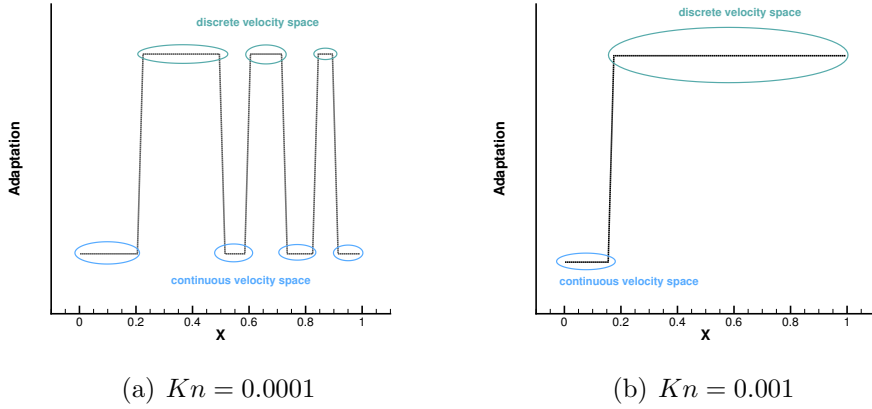 discrete velocity space
Adaptation
continuous velocity space
0 0.2 0.4 0.6 0.8 1
X
(a) Kn = 0.0001
discrete velocity space
Adaptation
continuous velocity space
0 0.2 0.4 0.6 0.8 1
X
(b) Kn = 0.001